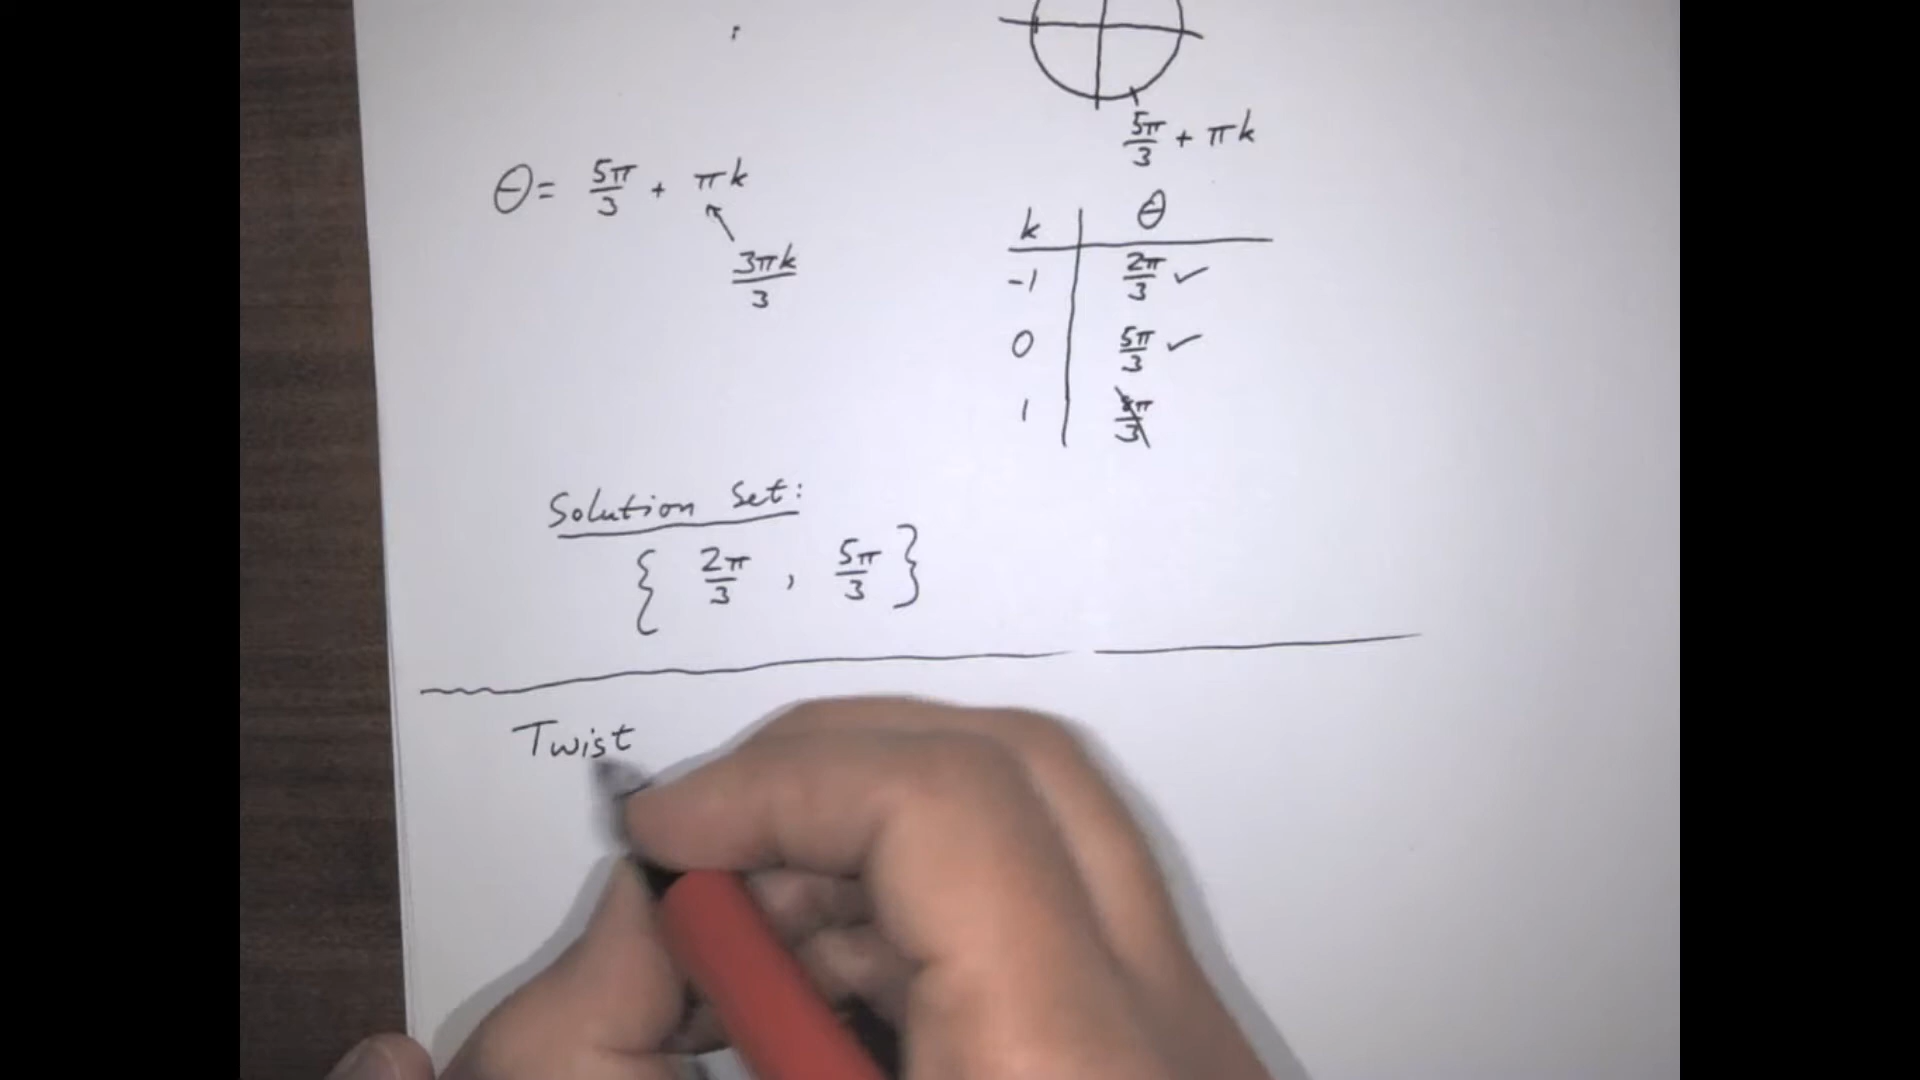 5π/3 + πk
θ = 5π/3 + πk
3πk/3
k θ
-1 2π/3 ✓
0 5π/3 ✓
1
Solution Set:
{ 2π/3 , 5π/3 }
Twist